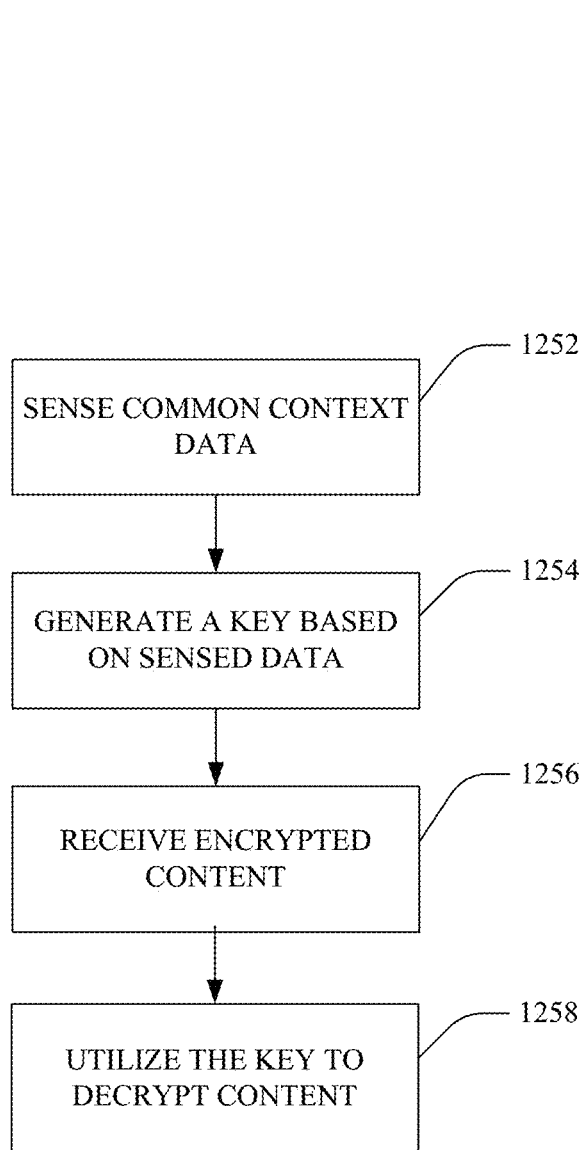 1252
SENSE COMMON CONTEXT
DATA
1254
GENERATE A KEY BASED
ON SENSED DATA
1256
RECEIVE ENCRYPTED
CONTENT
1258
UTILIZE THE KEY TO
DECRYPT CONTENT